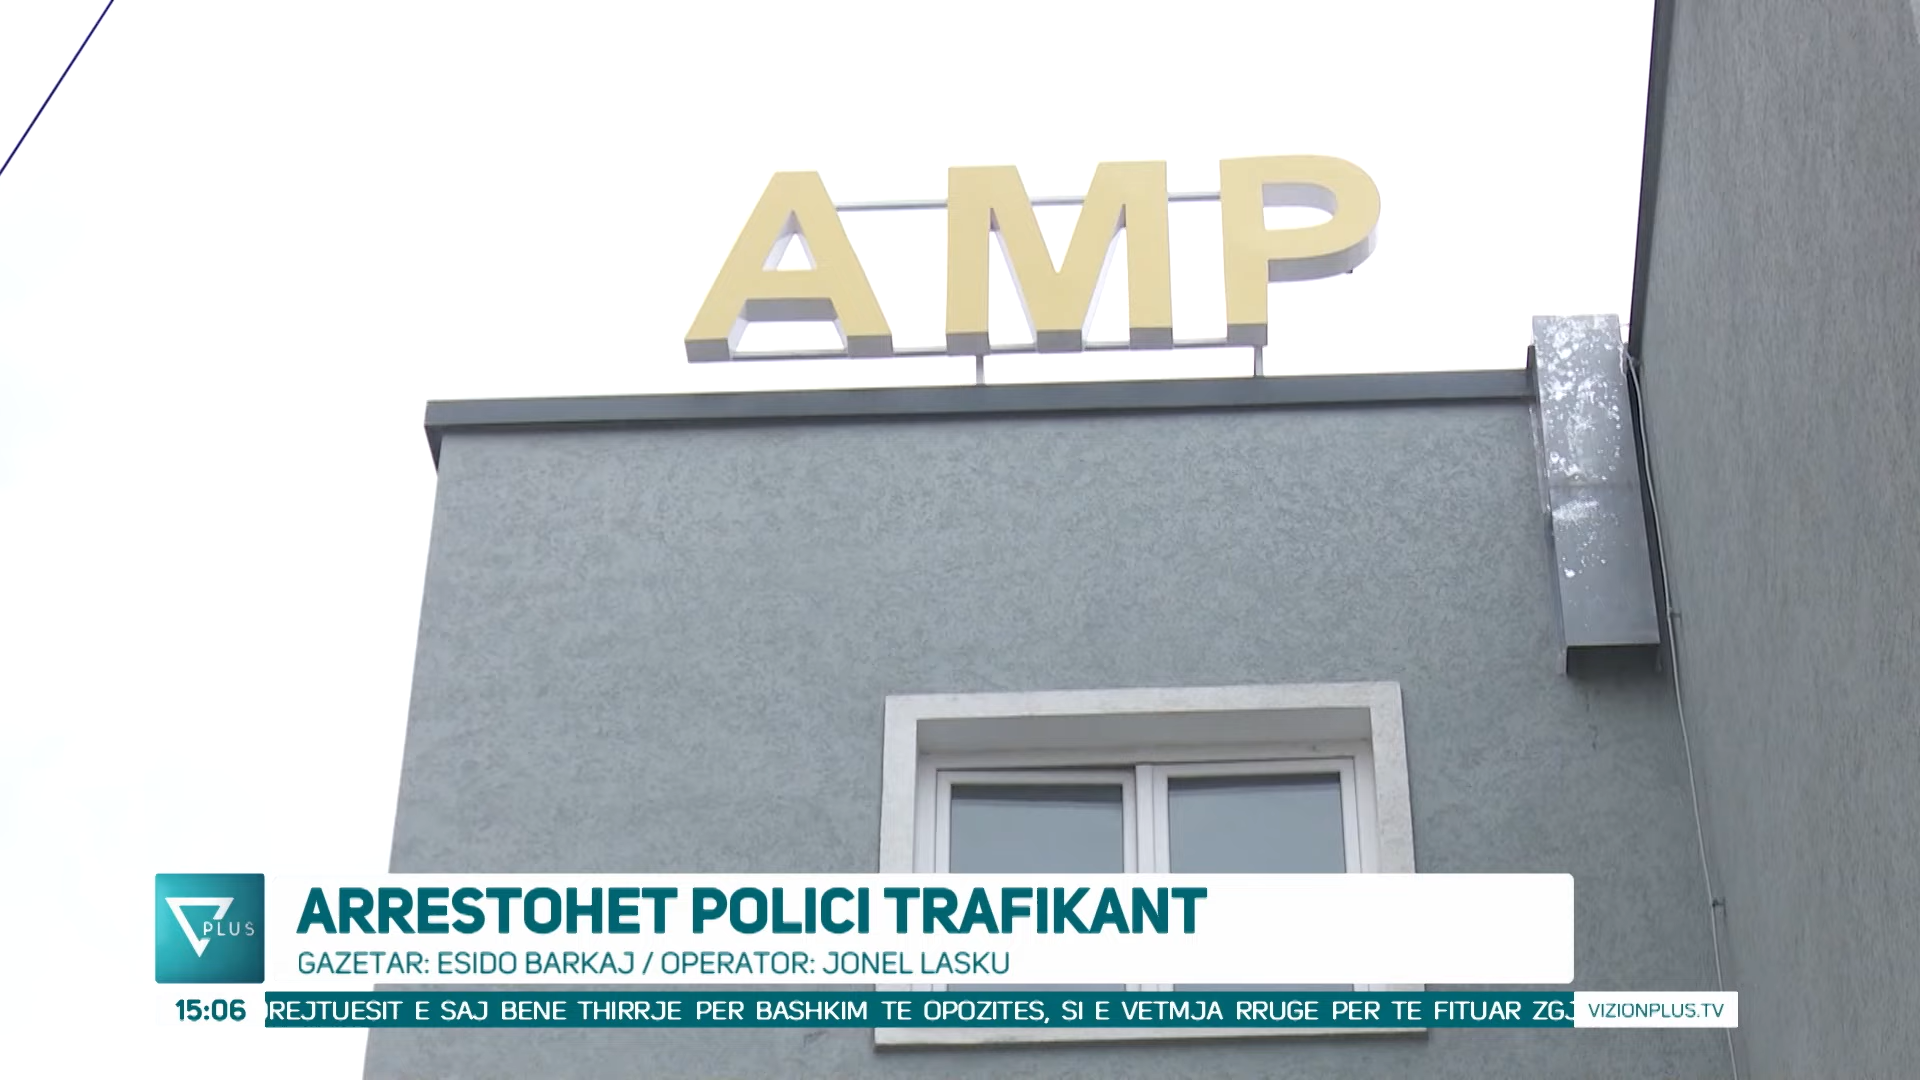 AMP
ARRESTOHET POLICI TRAFIKANT
PLUS
GAZETAR: ESIDO BARKAJ / OPERATOR: JONEL LASKU
15:06 REJTUESIT E SAJ BENE THIRRJE PER BASHKIM TE OPOZITES, SI E VETMJA RRUGE PER TE FITUAR VIZIONPLUS.TV